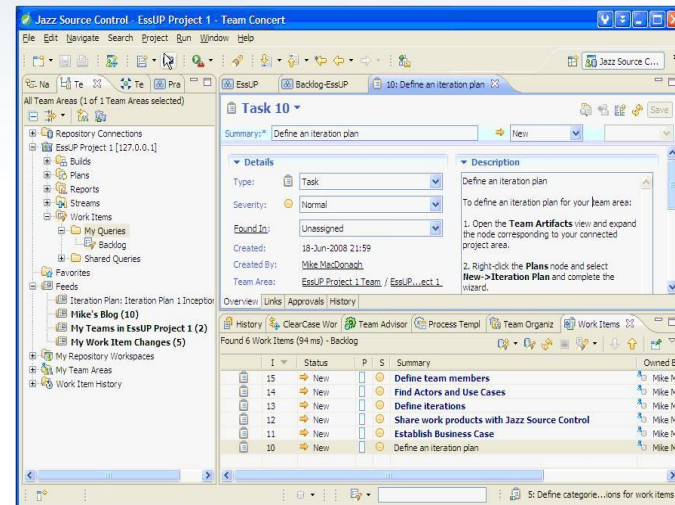 Jazz Source Control - EssUP Project 1 - Team Concert
File Edit Navigate Search Project Run Window Help
Jazz Source C...
Na Te Te Pra
EssUP Backlog-EssUP 10: Define an iteration plan
All Team Areas (1 of 1 Team Areas selected)
Repository Connections
EssUP Project 1 [127.0.0.1]
Builds
Plans
Reports
Streams
Work Items
My Queries
Backlog
Shared Queries
Favorites
Feeds
Iteration Plan: Iteration Plan 1 Inceptior
Mike's Blog (10)
My Teams in EssUP Project 1 (2)
My Work Item Changes (5)
My Repository Workspaces
My Team Areas
Work Item History
Task 10
Save
Summary:* Define an iteration plan New
Details
Type: Task
Severity: Normal
Found In: Unassigned
Created: 18-Jun-2008 21:59
Created By: Mike MacDonagh
Team Area: EssUP Project 1 Team / EssUP...ect 1
Description
Define an iteration plan
To define an iteration plan for your team area:
1. Open the Team Artifacts view and expand
the node corresponding to your connected
project area.
2. Right-click the Plans node and select
New->Iteration Plan and complete the
wizard.
Overview Links Approvals History
History ClearCase Wor Team Advisor Process Templ Team Organiz Work Items
Found 6 Work Items (94 ms) - Backlog
I Status P S Summary Owned B
15 New Define team members Mike M
14 New Find Actors and Use Cases Mike M
13 New Define iterations Mike M
12 New Share work products with Jazz Source Control Mike M
11 New Establish Business Case Mike M
10 New Define an iteration plan Mike M
5: Define categorie...ions for work items